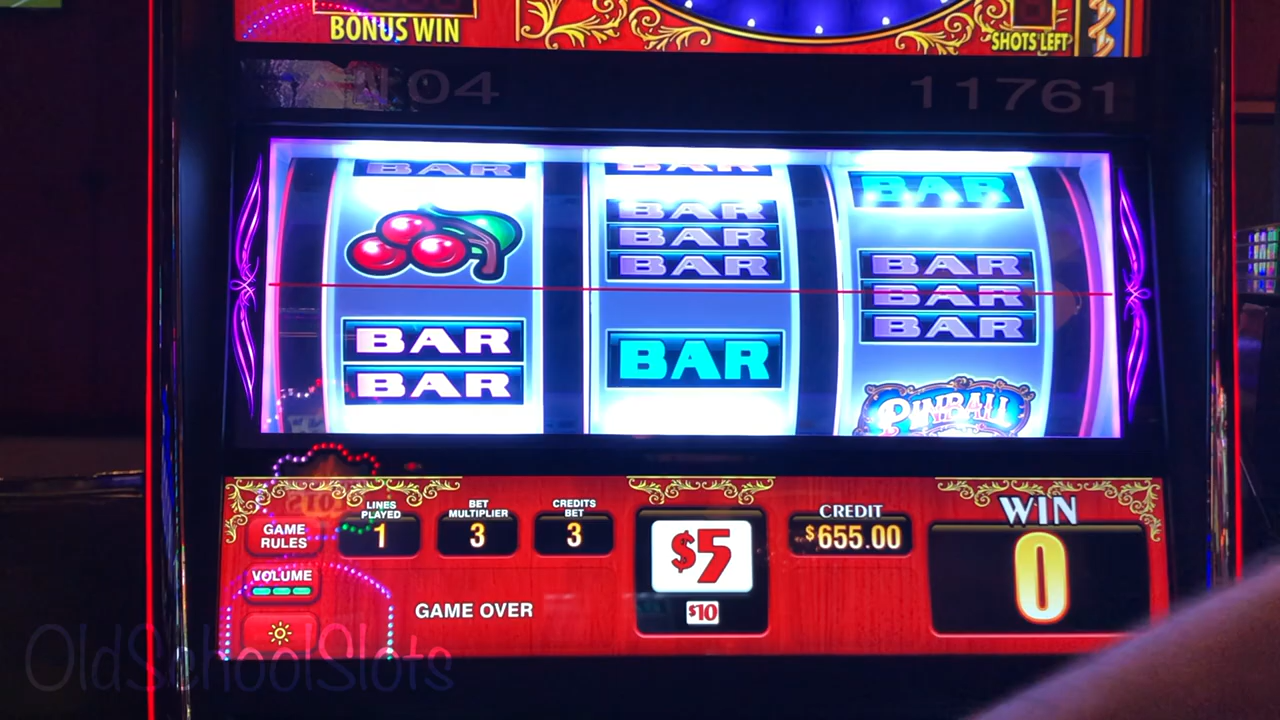 BONUS WIN
SHOTS LEFT
11761
BAR
BAR
BAR
BAR
BAR
BAR
BAR
BAR
BAR
BAR
BAR
BAR
BAR
PINBALL
LINES PLAYED
1
BET MULTIPLIER
3
CREDITS BET
3
GAME RULES
VOLUME
GAME OVER
$5
$10
CREDIT
$655.00
WIN
0
OldSchoolSlots